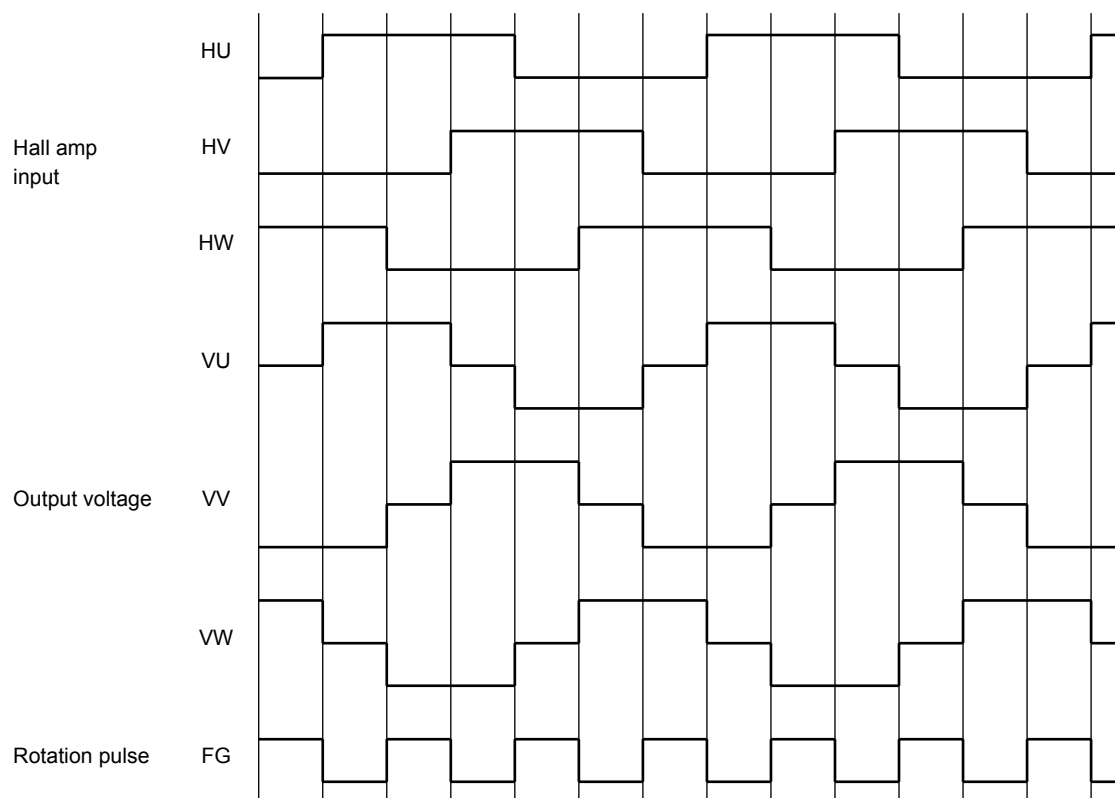 HU
Hall amp
input
HV
HW
VU
Output voltage
VV
VW
Rotation pulse
FG